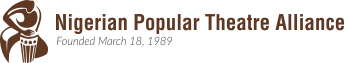 Nigerian Popular Theatre Alliance
Founded March 18, 1989